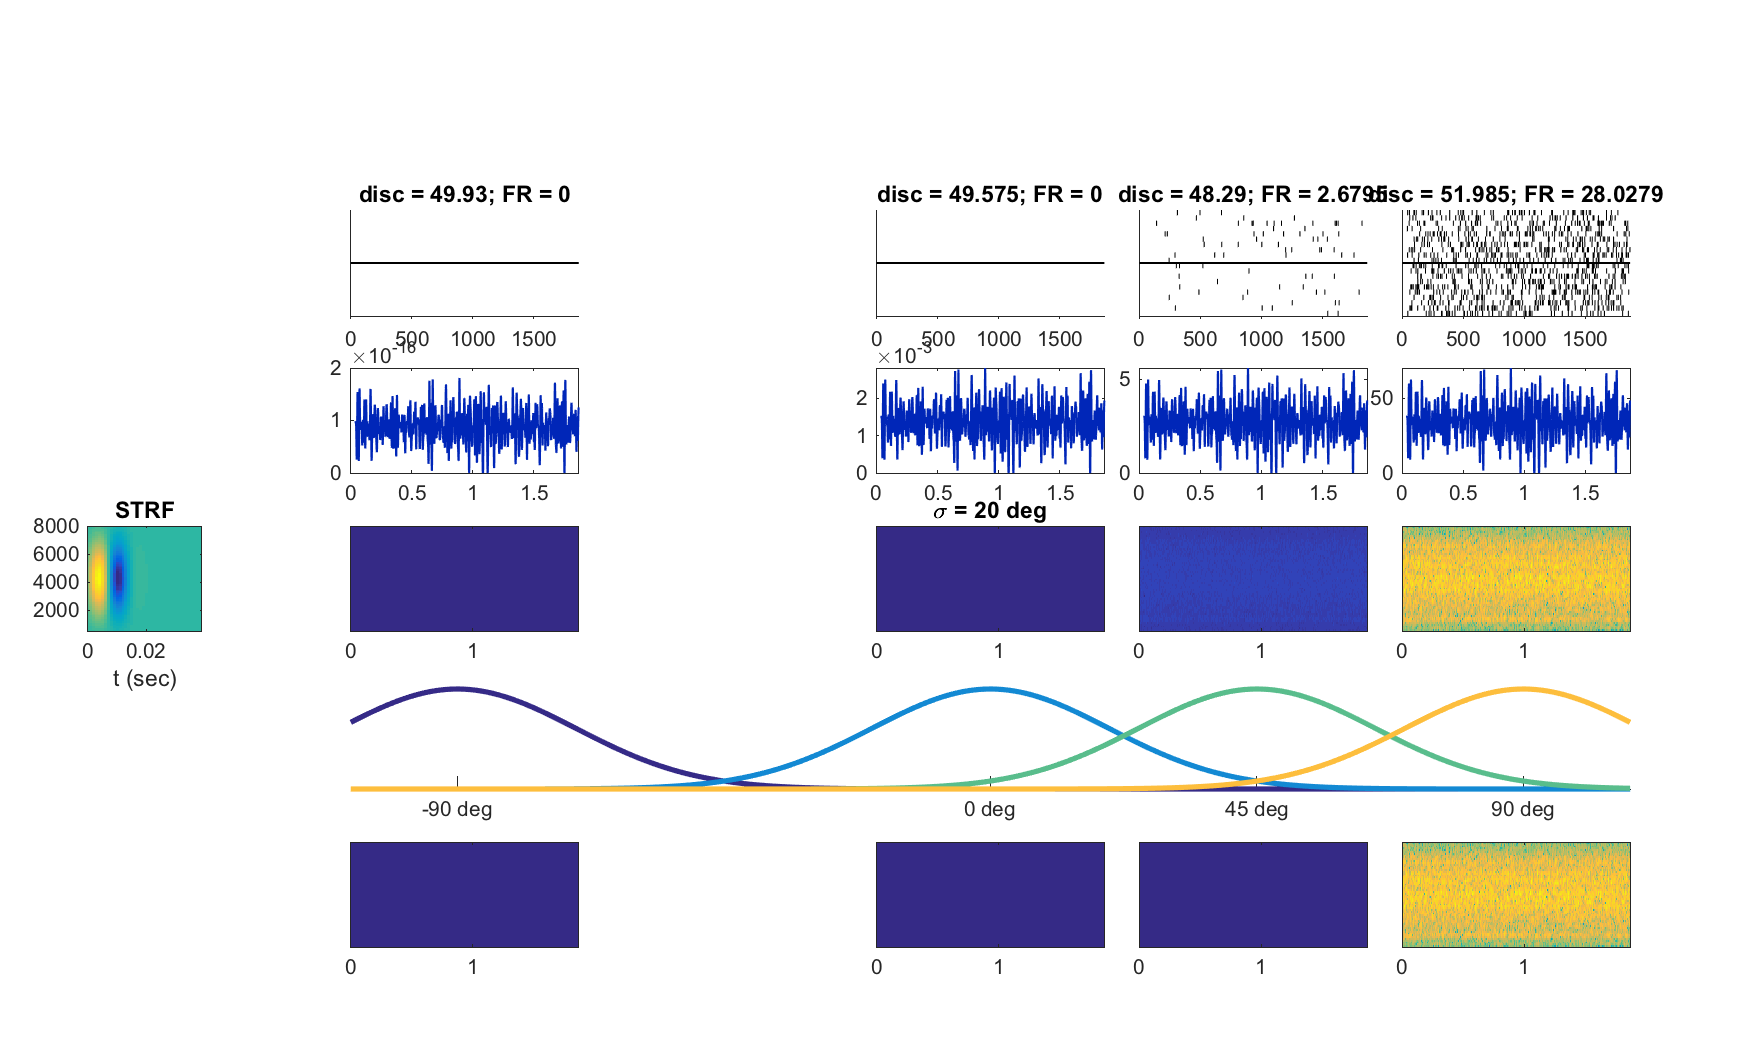 disc = 49.93; FR = 0
disc = 49.575; FR = 0
disc = 48.29; FR = 2.6795
disc = 51.985; FR = 28.0279
0 500 1000 1500
0 500 1000 1500
0 500 1000 1500
0 500 1000 1500
×10-16
2
1
0
0 0.5 1 1.5
×10-3
2
1
0
0 0.5 1 1.5
5
0
0 0.5 1 1.5
50
0
0 0.5 1 1.5
STRF
8000
6000
4000
2000
0 0.02
t (sec)
σ = 20 deg
0 1
0 1
0 1
0 1
-90 deg 0 deg 45 deg 90 deg
0 1
0 1
0 1
0 1